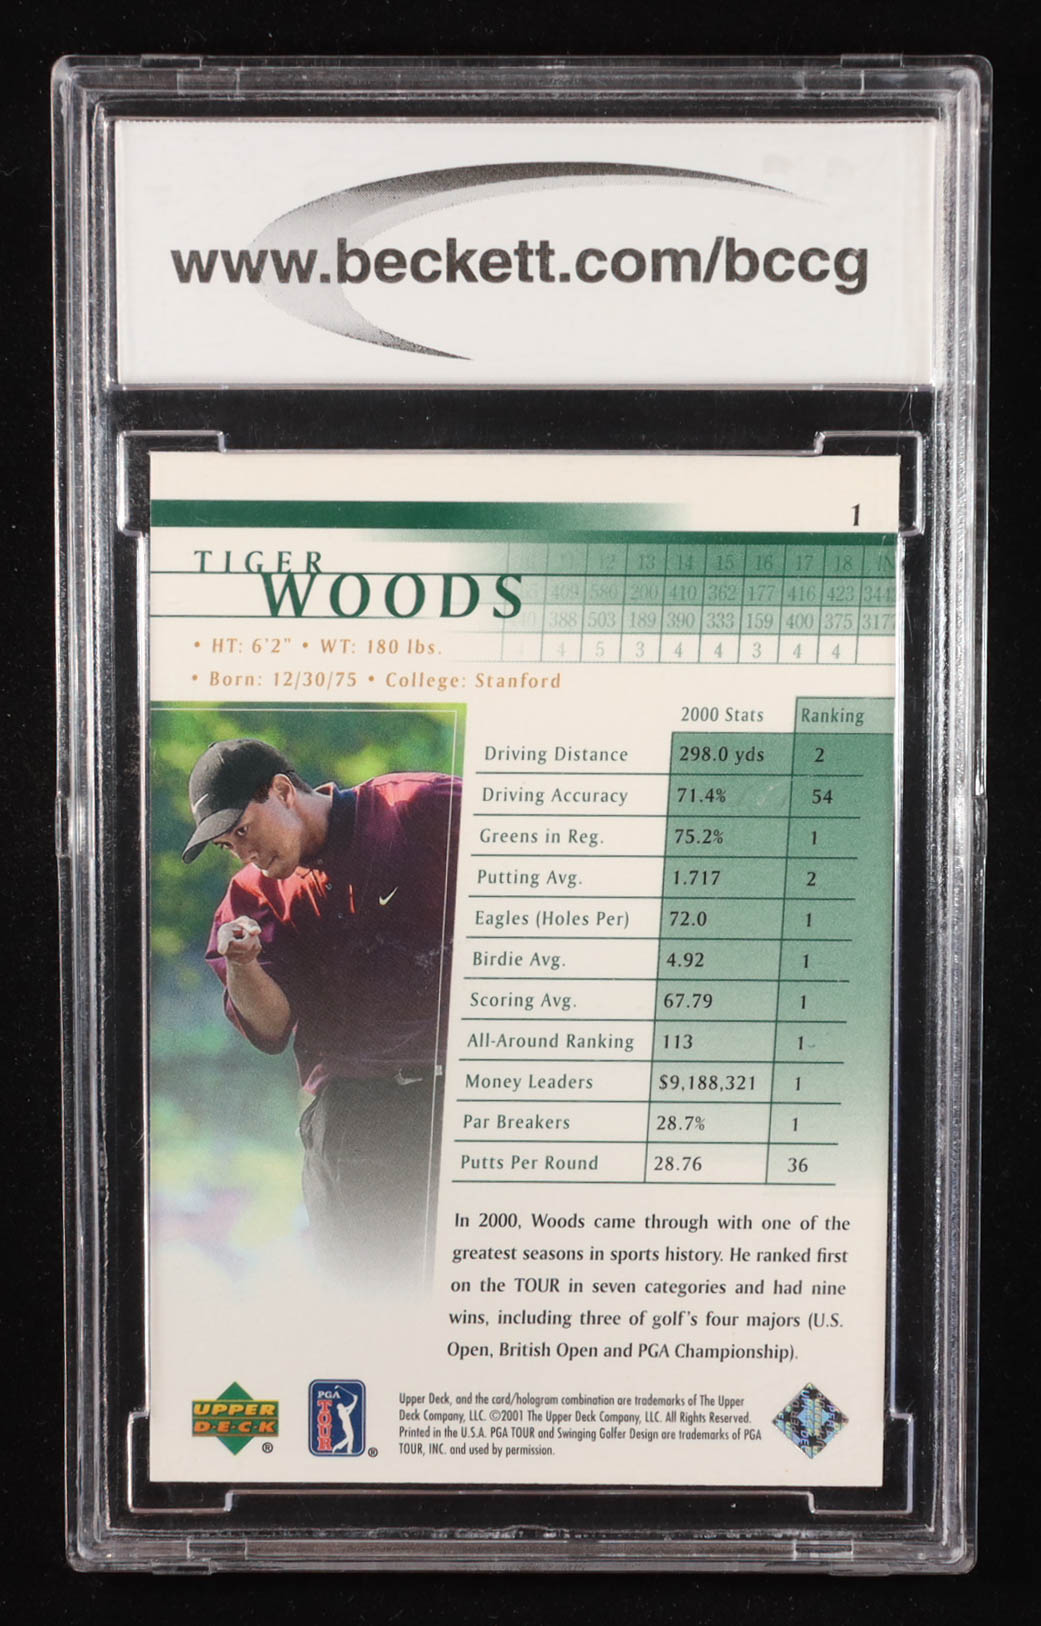 www.beckett.com/bccg
1
TIGER
WOODS
12 13 14 15 16 17 18 IN
409 580 200 410 362 177 416 423 344
388 503 189 390 333 159 400 375 317
4 4 5 3 4 4 3 4 4
• HT: 6'2" • WT: 180 lbs.
• Born: 12/30/75 • College: Stanford
2000 Stats Ranking
Driving Distance 298.0 yds 2
Driving Accuracy 71.4% 54
Greens in Reg. 75.2% 1
Putting Avg. 1.717 2
Eagles (Holes Per) 72.0 1
Birdie Avg. 4.92 1
Scoring Avg. 67.79 1
All-Around Ranking 113 1
Money Leaders $9,188,321 1
Par Breakers 28.7% 1
Putts Per Round 28.76 36
In 2000, Woods came through with one of the
greatest seasons in sports history. He ranked first
on the TOUR in seven categories and had nine
wins, including three of golf's four majors (U.S.
Open, British Open and PGA Championship).
UPPER
D·E·C·K
®
PGA
TOUR
®
Upper Deck, and the card/hologram combination are trademarks of The Upper
Deck Company, LLC. ©2001 The Upper Deck Company, LLC. All Rights Reserved.
Printed in the U.S.A. PGA TOUR and Swinging Golfer Design are trademarks of PGA
TOUR, INC. and used by permission.